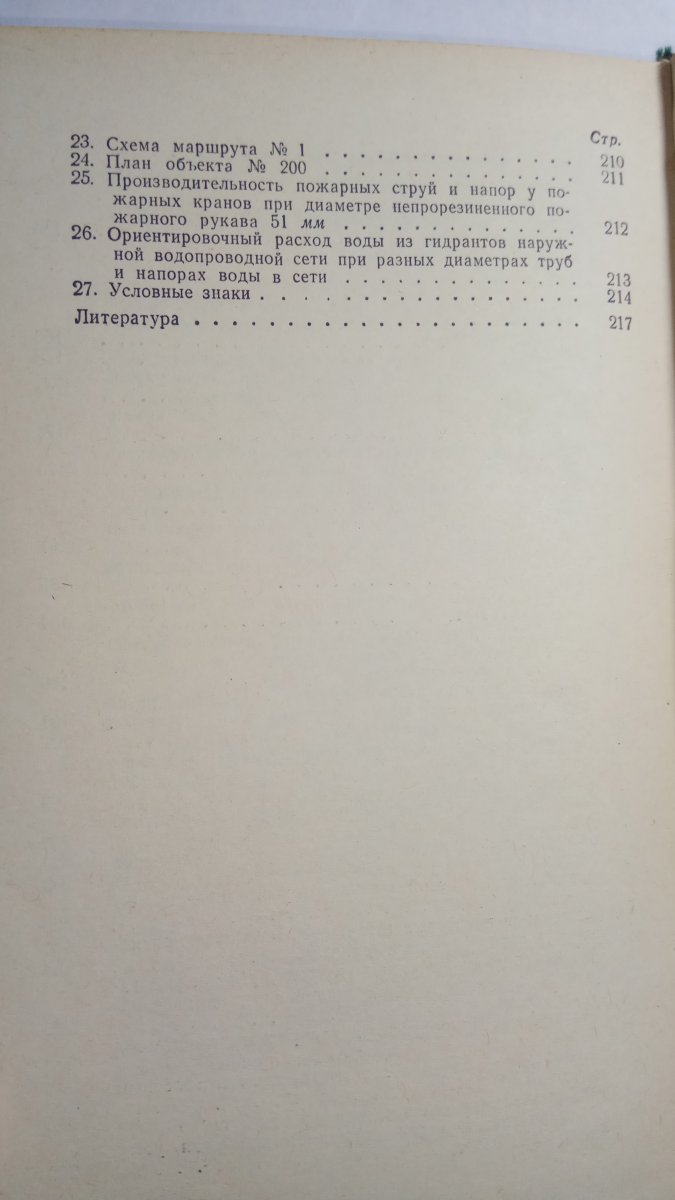 Стр.
23. Схема маршрута № 1 . . . . . . . . . . . . . . . . 210
24. План объекта № 200 . . . . . . . . . . . . . . . . 211
25. Производительность пожарных струй и напор у по-
жарных кранов при диаметре непрорезиненного по-
жарного рукава 51 мм . . . . . . . . . . . . . . 212
26. Ориентировочный расход воды из гидрантов наруж-
ной водопроводной сети при разных диаметрах труб
и напорах воды в сети . . . . . . . . . . . . . . 213
27. Условные знаки . . . . . . . . . . . . . . . . . . 214
Литература . . . . . . . . . . . . . . . . . . . . . . 217